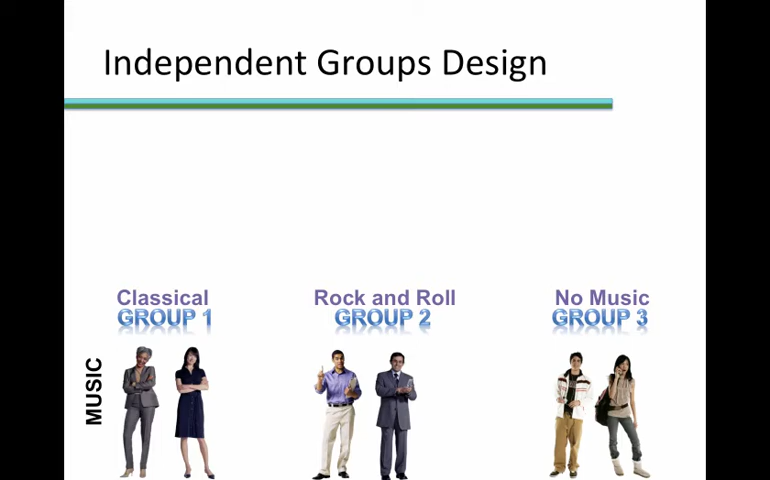 Independent Groups Design
Classical Rock and Roll No Music
GROUP 1 GROUP 2 GROUP 3
MUSIC